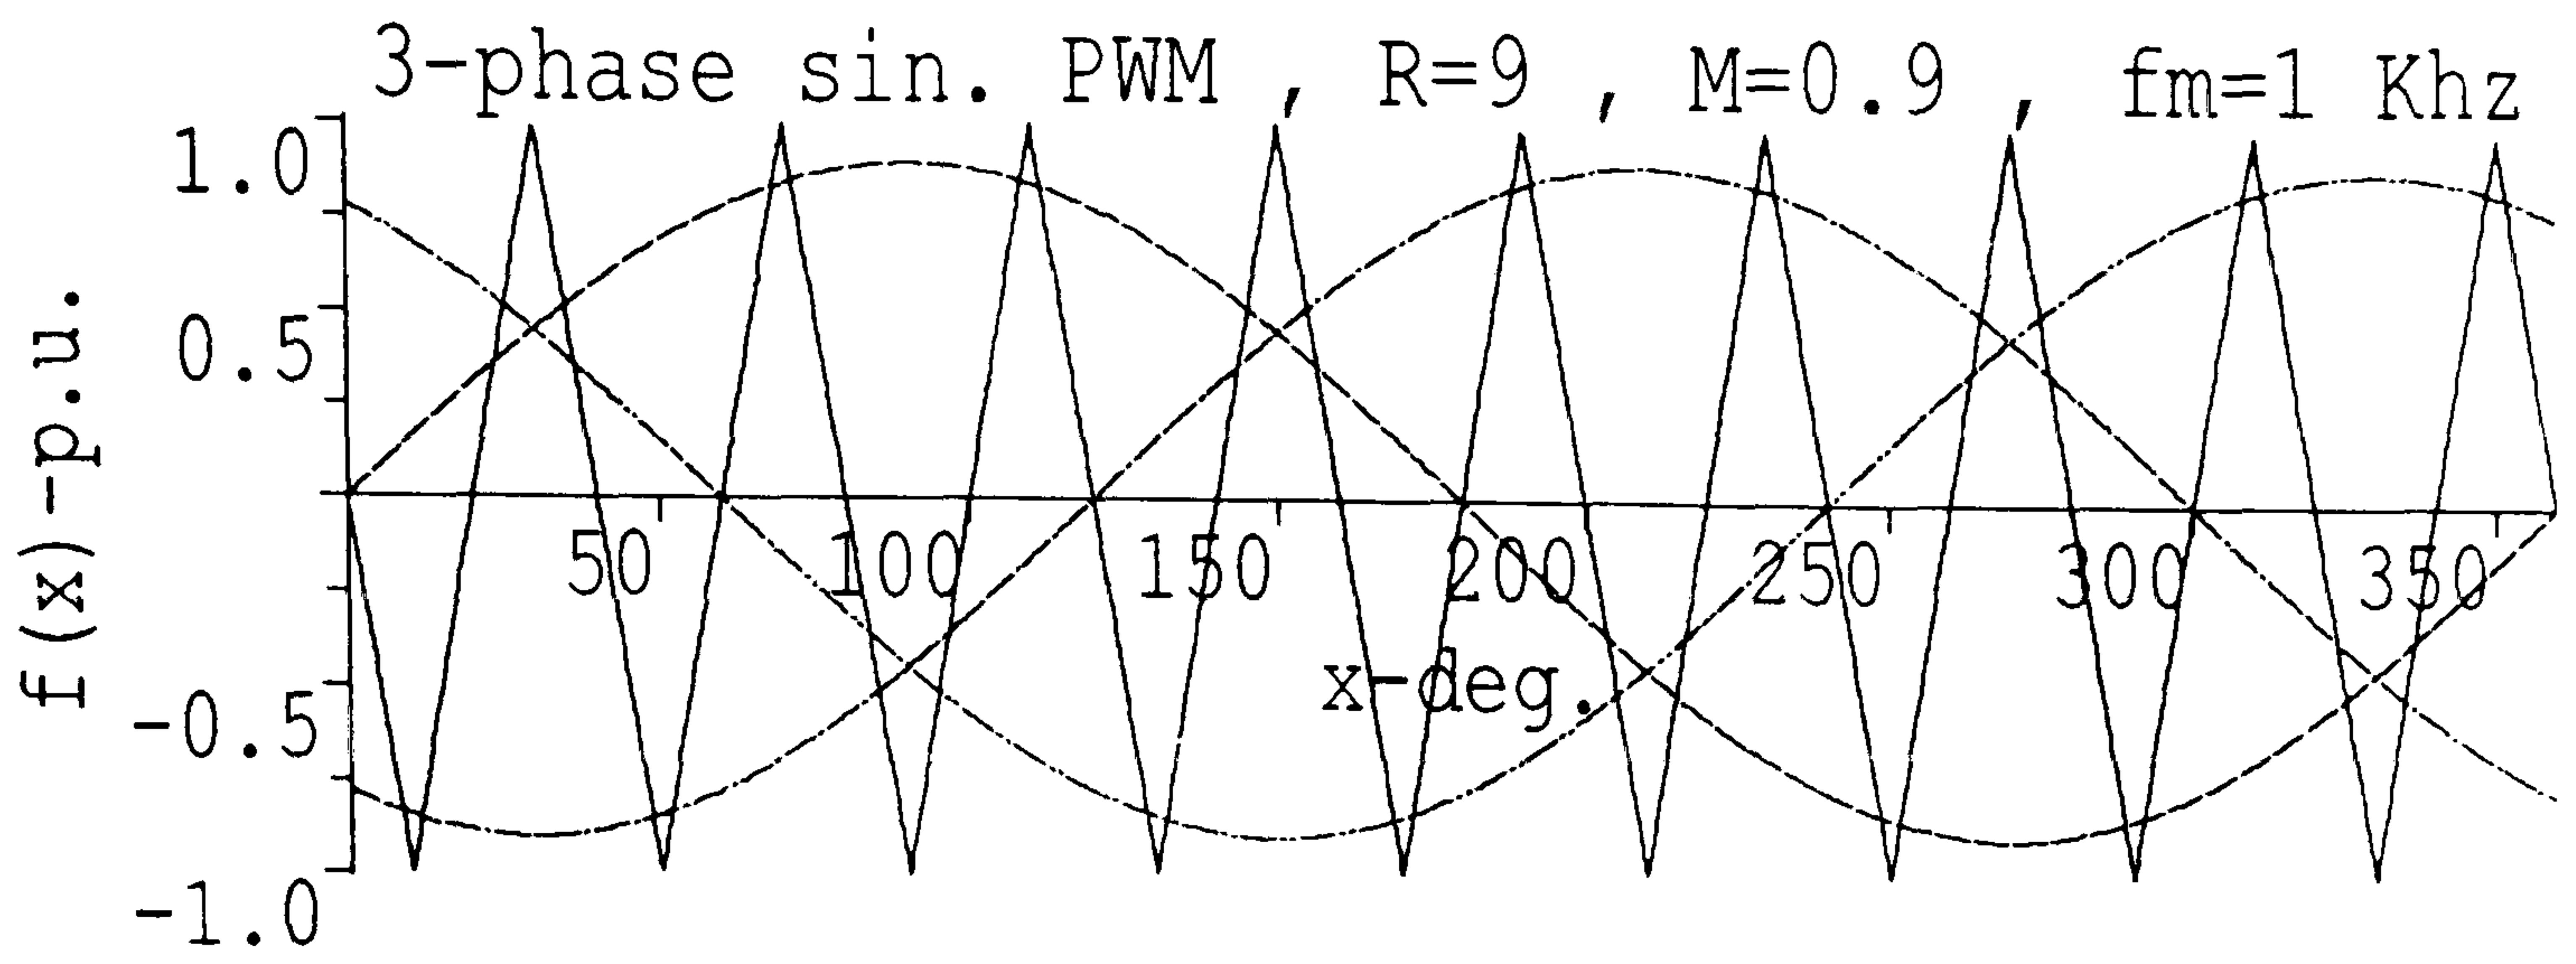 3-phase sin. PWM , R=9 , M=0.9 , fm=1 Khz
1.0
0.5
-0.5
-1.0
f(x)-p.u.
50 100 150 200 250 300 350
x-deg.